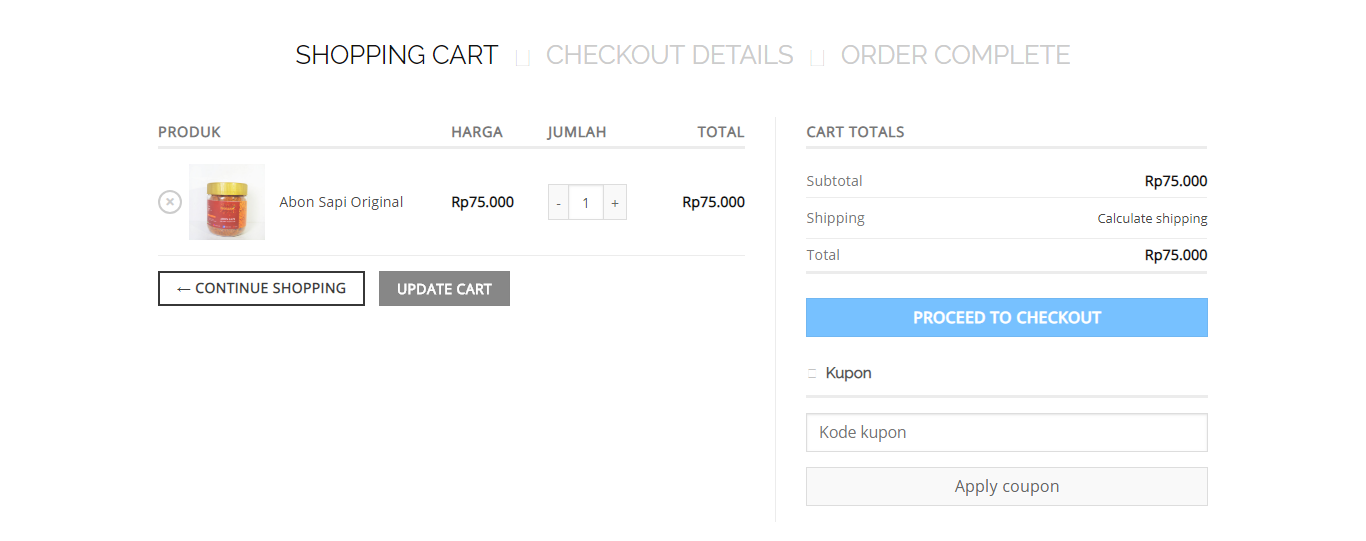 SHOPPING CART CHECKOUT DETAILS ORDER COMPLETE
PRODUK HARGA JUMLAH TOTAL
Abon Sapi Original Rp75.000 - 1 + Rp75.000
← CONTINUE SHOPPING UPDATE CART
CART TOTALS
Subtotal Rp75.000
Shipping Calculate shipping
Total Rp75.000
PROCEED TO CHECKOUT
Kupon
Kode kupon
Apply coupon